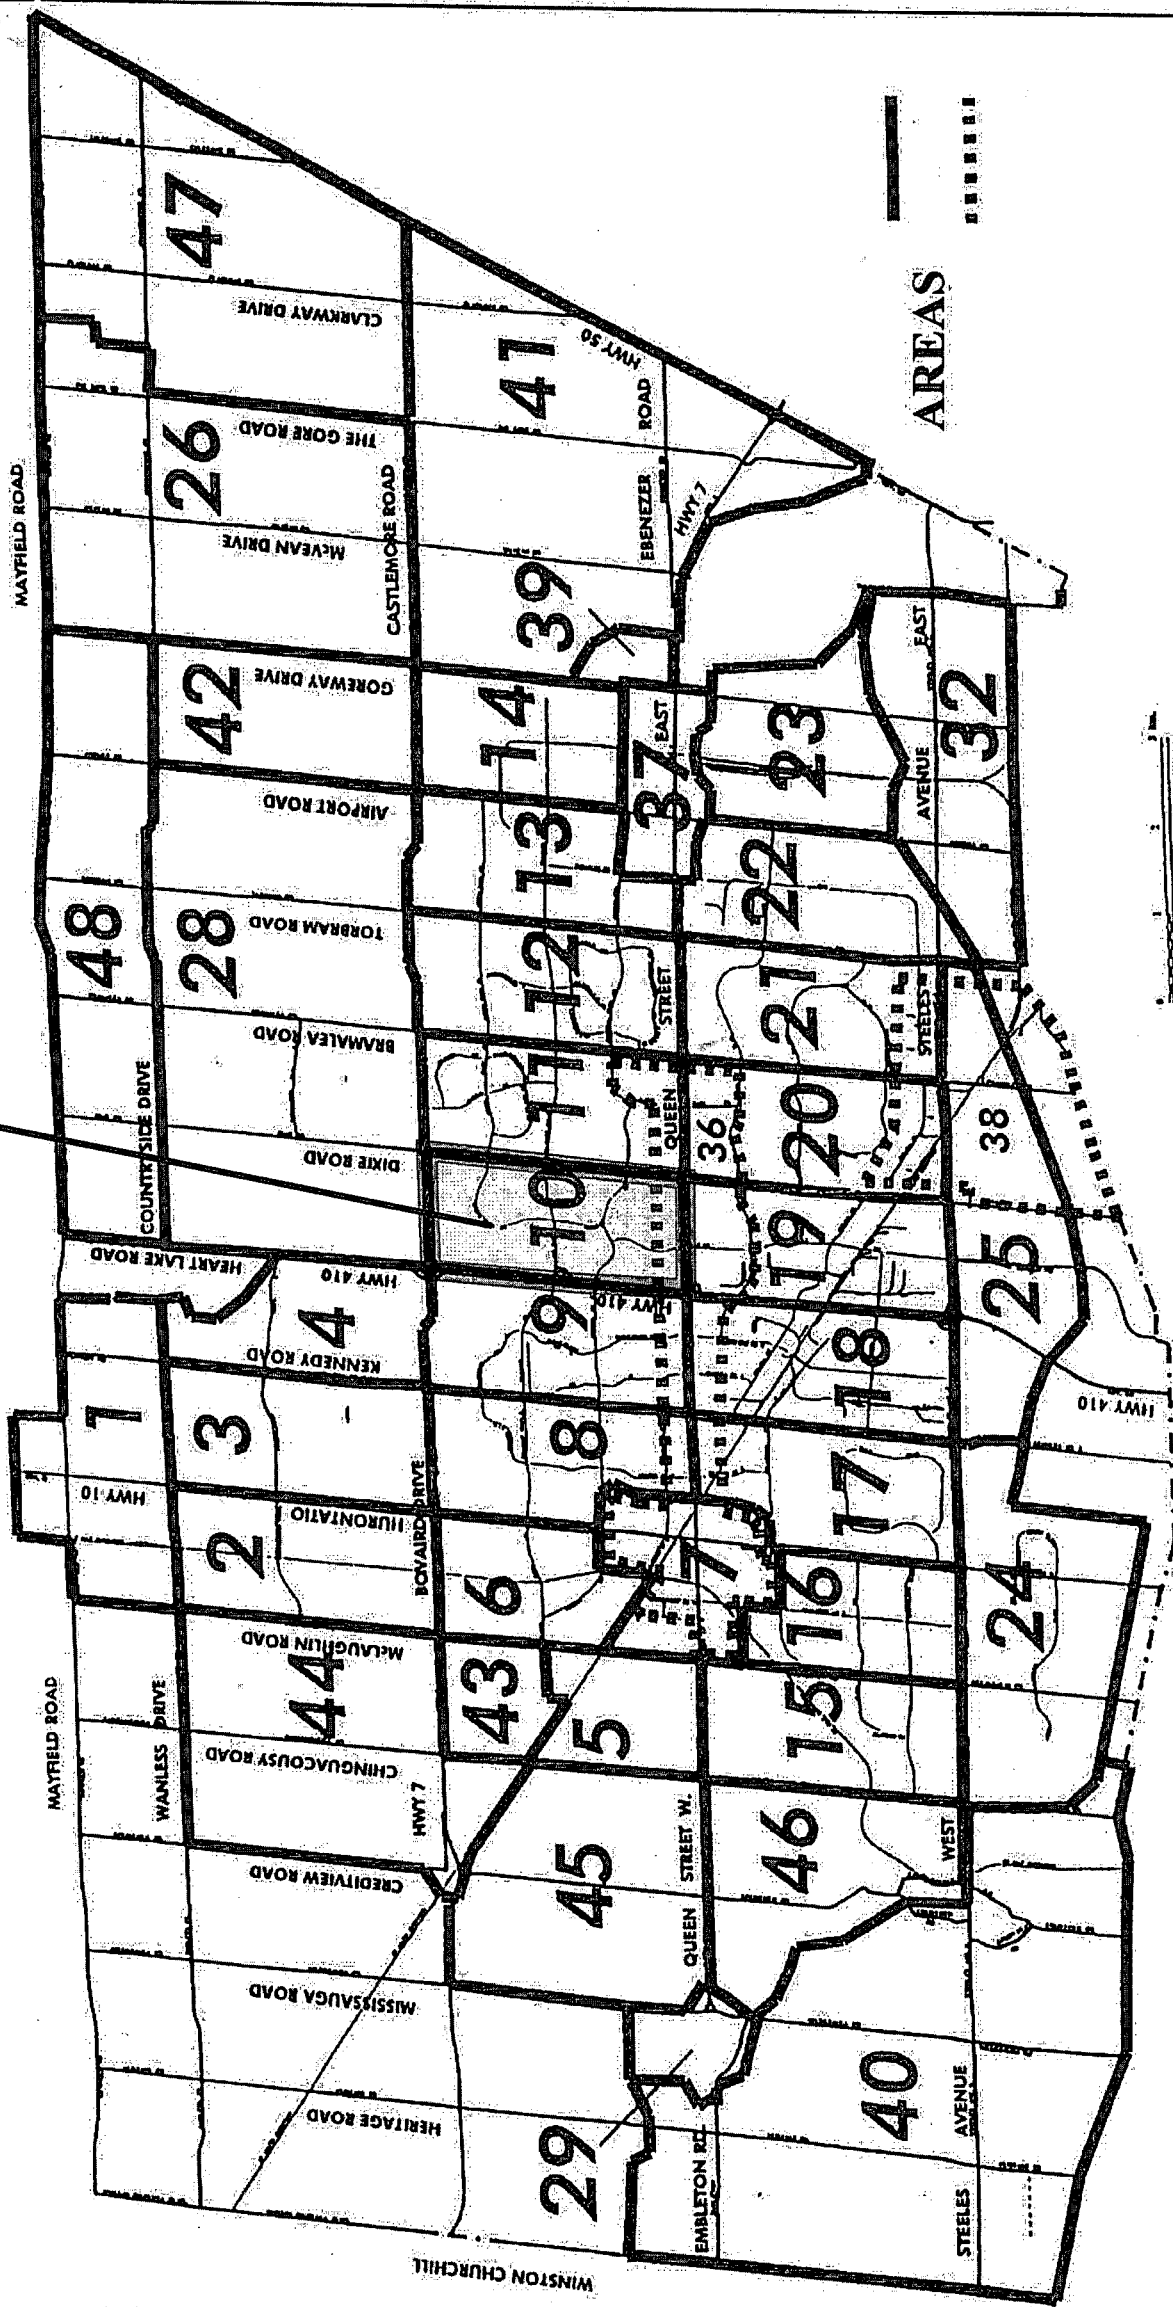 MAYFIELD ROAD
MAYFIELD ROAD
WANLESS DRIVE
COUNTRYSIDE DRIVE
CASTLEMORE ROAD
BOVAIRD DRIVE
HWY 7
WINSTON CHURCHILL
HERITAGE ROAD
MISSISSAUGA ROAD
CREDITVIEW ROAD
CHINGUACOUSY ROAD
McLAUGHLIN ROAD
HURONTATIO
HWY 10
KENNEDY ROAD
HEART LAKE ROAD
HWY 410
HWY 410
DIXIE ROAD
BRAMALEA ROAD
TORBRAM ROAD
AIRPORT ROAD
GOREWAY DRIVE
McVEAN DRIVE
THE GORE ROAD
CLARKWAY DRIVE
HWY 50
EBENEZER ROAD
HWY 7
QUEEN STREET W.
QUEEN STREET EAST
EMBLETON RD.
STEELES AVENUE WEST
STEELES AVENUE EAST
HWY 410
1
48
2
3
4
44
28
42
26
47
29
45
43
5
6
7
8
9
10
11
12
13
14
37
39
41
40
46
15
16
17
18
19
36
20
21
22
23
24
25
38
32
AREAS